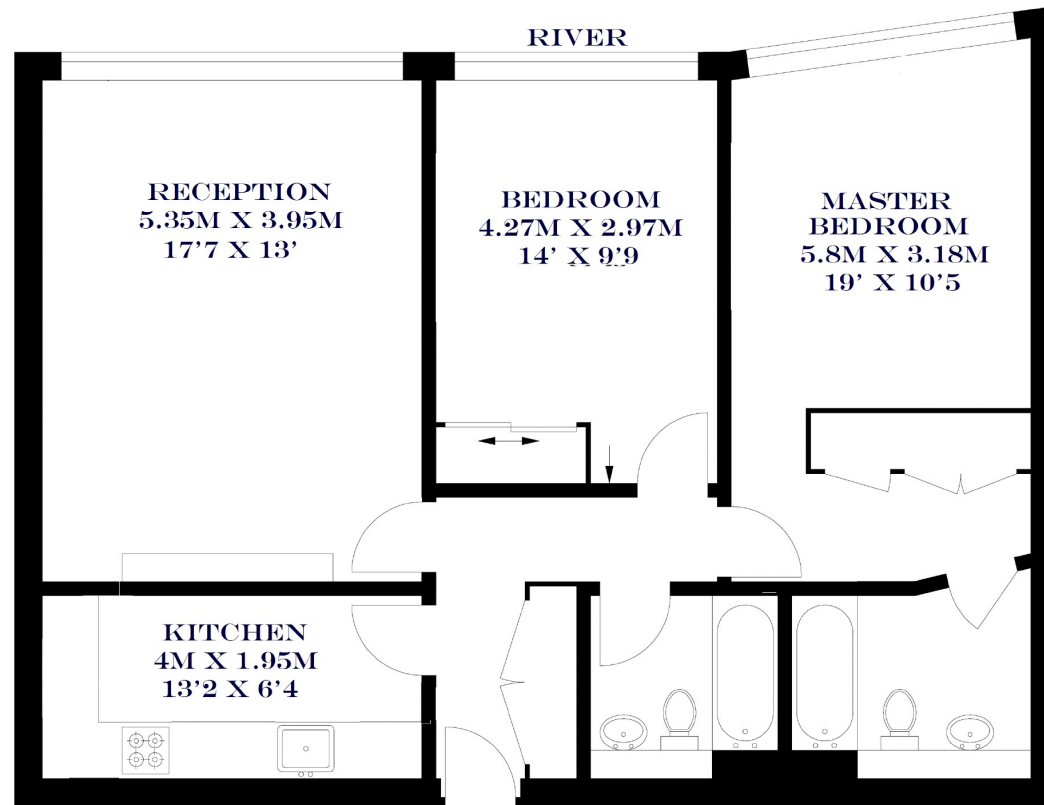 RIVER
RECEPTION
5.35M X 3.95M
17'7 X 13'
BEDROOM
4.27M X 2.97M
14' X 9'9
MASTER
BEDROOM
5.8M X 3.18M
19' X 10'5
KITCHEN
4M X 1.95M
13'2 X 6'4